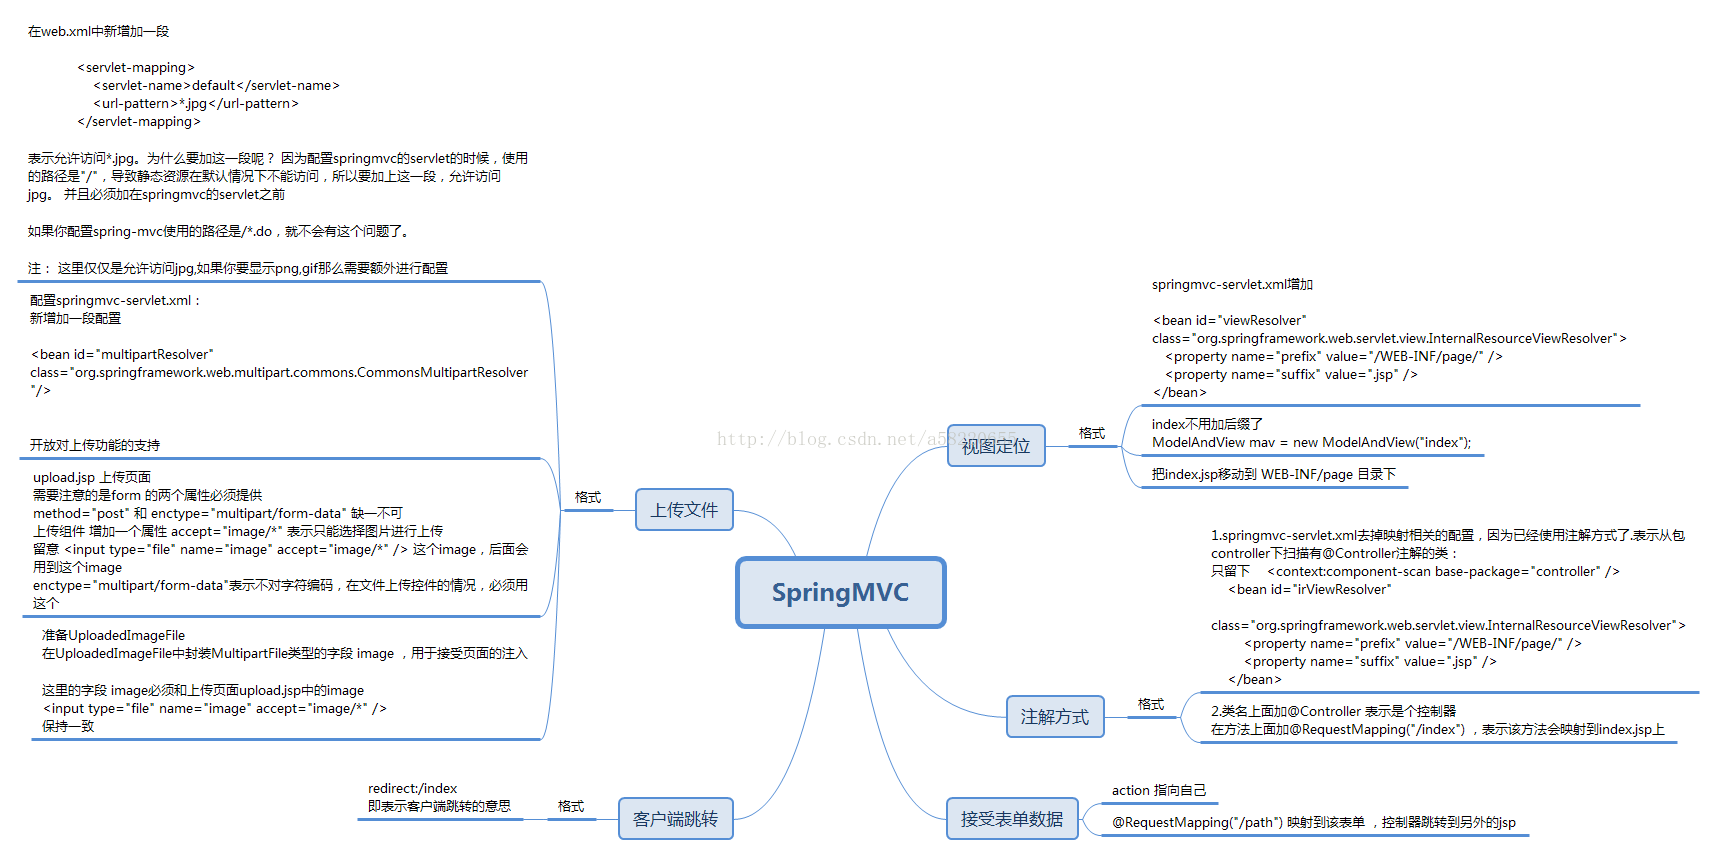 在web.xml中新增加一段
<servlet-mapping>
<servlet-name>default</servlet-name>
<url-pattern>*.jpg</url-pattern>
</servlet-mapping>
表示允许访问*.jpg。为什么要加这一段呢？ 因为配置springmvc的servlet的时候，使用
的路径是"/"，导致静态资源在默认情况下不能访问，所以要加上这一段，允许访问
jpg。 并且必须加在springmvc的servlet之前
如果你配置spring-mvc使用的路径是/*.do，就不会有这个问题了。
注： 这里仅仅是允许访问jpg,如果你要显示png,gif那么需要额外进行配置
配置springmvc-servlet.xml：
新增加一段配置
<bean id="multipartResolver"
class="org.springframework.web.multipart.commons.CommonsMultipartResolver
"/>
开放对上传功能的支持
upload.jsp 上传页面
需要注意的是form 的两个属性必须提供
method="post" 和 enctype="multipart/form-data" 缺一不可
上传组件 增加一个属性 accept="image/*" 表示只能选择图片进行上传
留意 <input type="file" name="image" accept="image/*" /> 这个image，后面会
用到这个image
enctype="multipart/form-data"表示不对字符编码，在文件上传控件的情况，必须用
这个
准备UploadedImageFile
在UploadedImageFile中封装MultipartFile类型的字段 image ，用于接受页面的注入
这里的字段 image必须和上传页面upload.jsp中的image
<input type="file" name="image" accept="image/*" />
保持一致
格式
上传文件
redirect:/index
即表示客户端跳转的意思
格式
客户端跳转
SpringMVC
http://blog.csdn.net/a58220655
视图定位
格式
springmvc-servlet.xml增加
<bean id="viewResolver"
class="org.springframework.web.servlet.view.InternalResourceViewResolver">
<property name="prefix" value="/WEB-INF/page/" />
<property name="suffix" value=".jsp" />
</bean>
index不用加后缀了
ModelAndView mav = new ModelAndView("index");
把index.jsp移动到 WEB-INF/page 目录下
注解方式
格式
1.springmvc-servlet.xml去掉映射相关的配置，因为已经使用注解方式了.表示从包
controller下扫描有@Controller注解的类：
只留下 <context:component-scan base-package="controller" />
<bean id="irViewResolver"
class="org.springframework.web.servlet.view.InternalResourceViewResolver">
<property name="prefix" value="/WEB-INF/page/" />
<property name="suffix" value=".jsp" />
</bean>
2.类名上面加@Controller 表示是个控制器
在方法上面加@RequestMapping("/index") ，表示该方法会映射到index.jsp上
接受表单数据
action 指向自己
@RequestMapping("/path") 映射到该表单 ，控制器跳转到另外的jsp